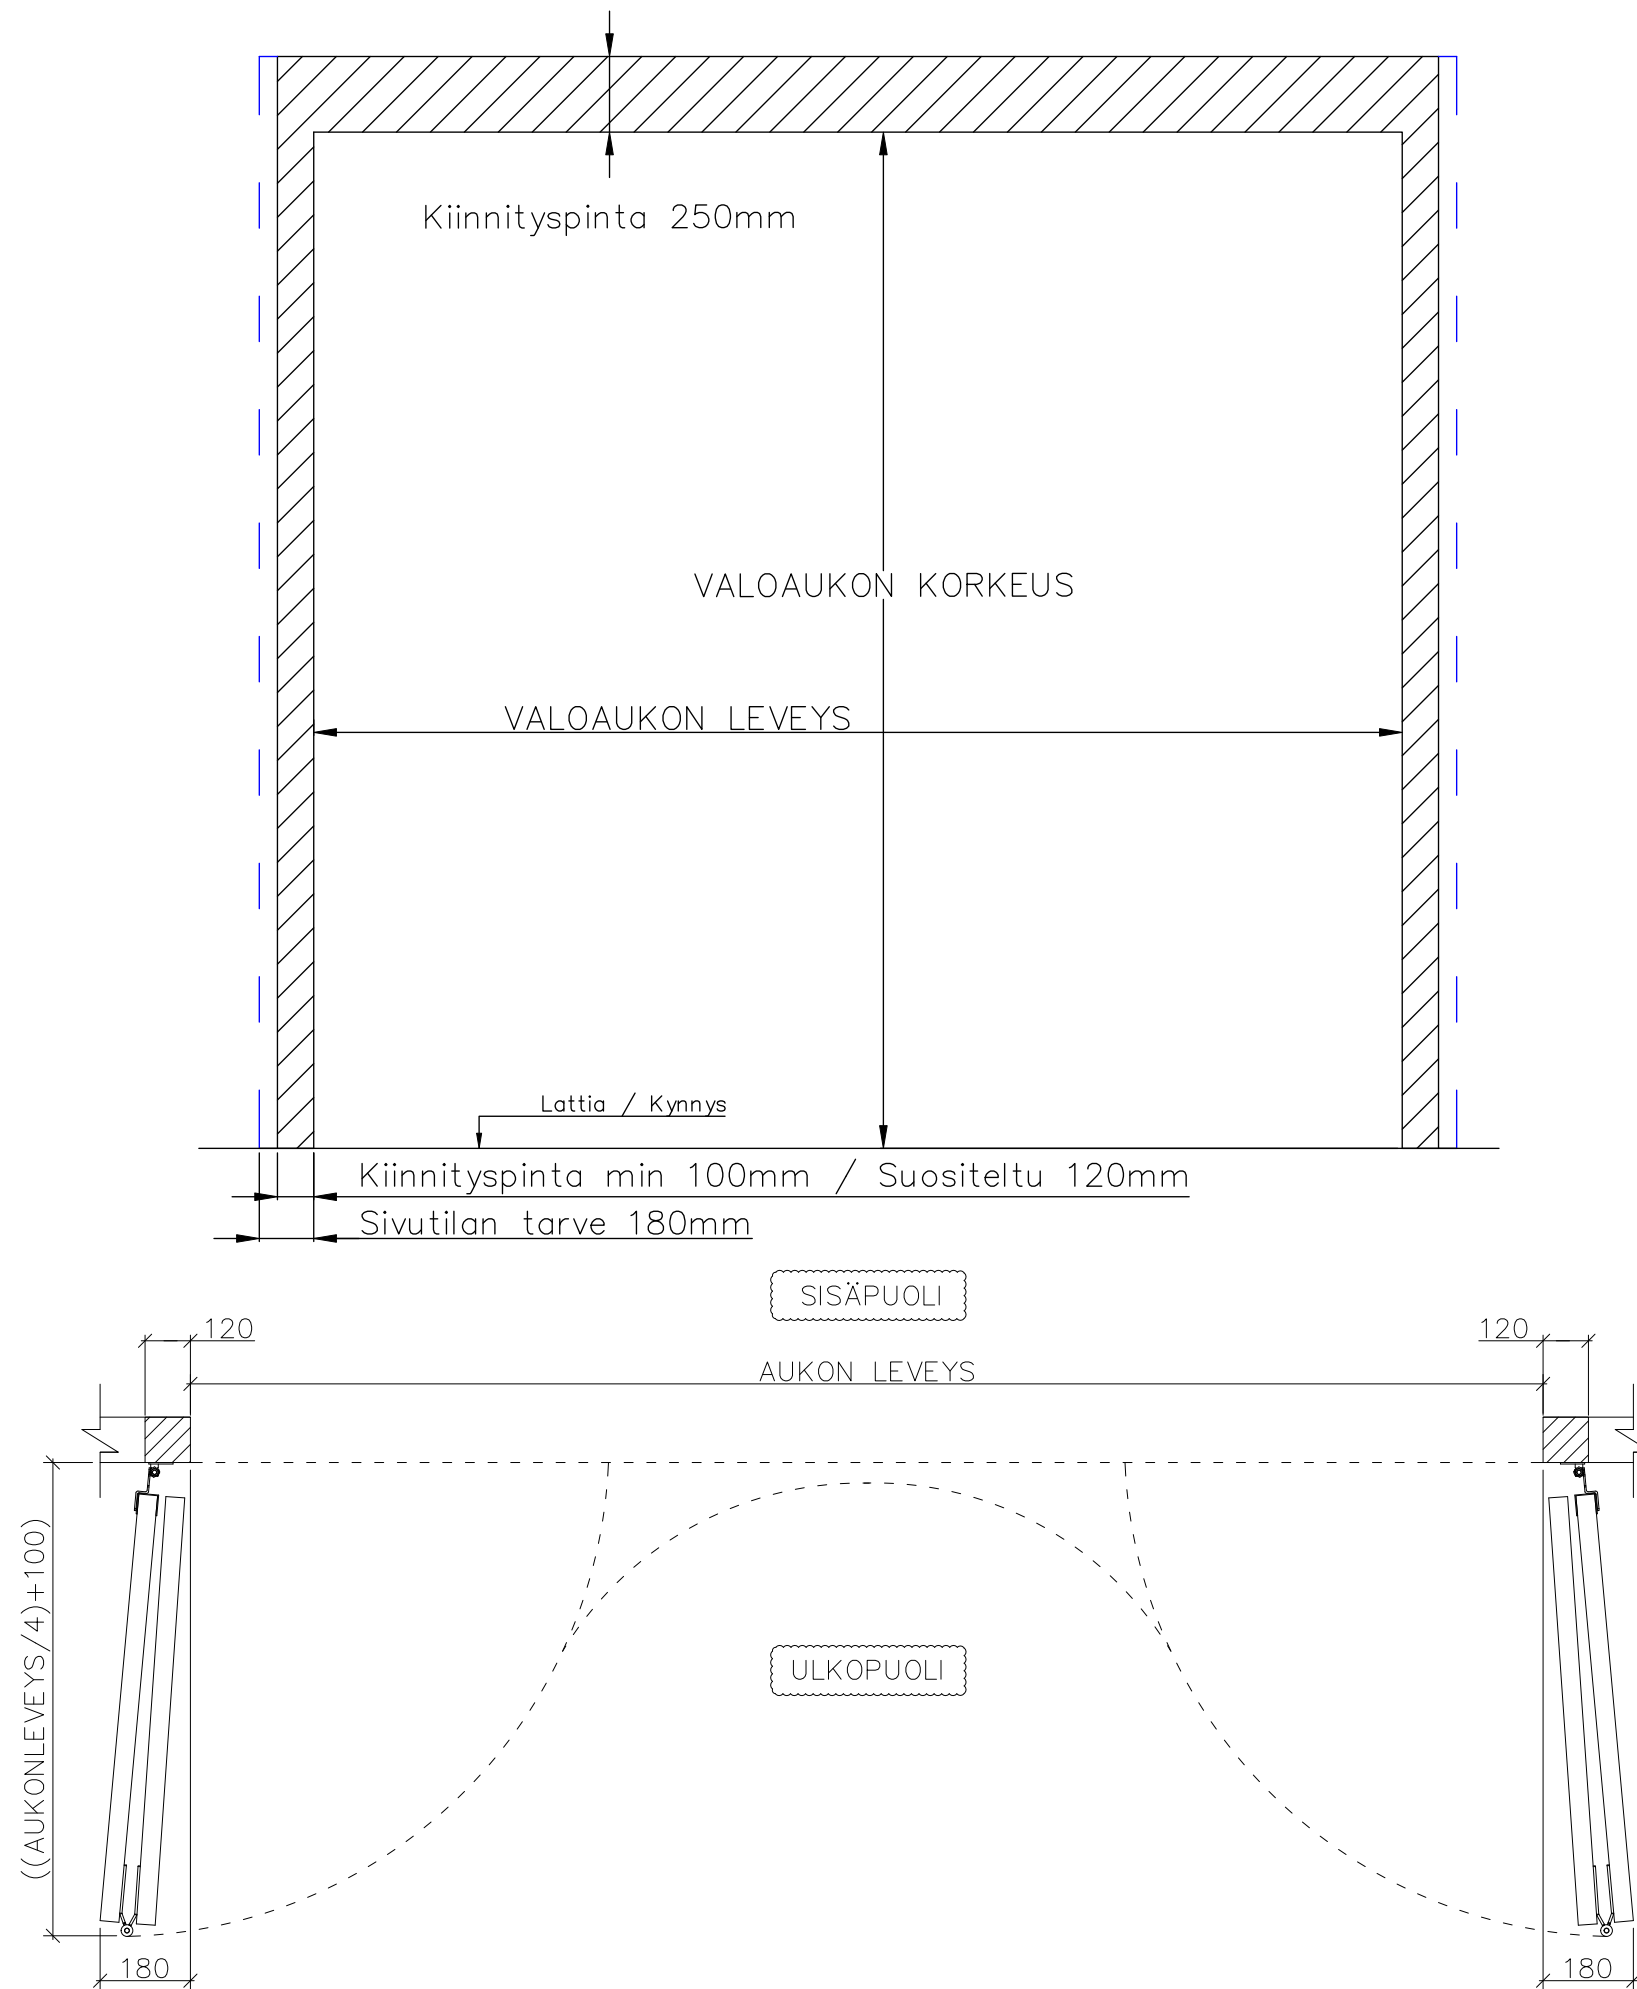 Kiinnityspinta 250mm
VALOAUKON KORKEUS
VALOAUKON LEVEYS
Lattia / Kynnys
Kiinnityspinta min 100mm / Suositeltu 120mm
Sivutilan tarve 180mm
SISÄPUOLI
120
120
AUKON LEVEYS
((AUKONLEVEYS/4)+100)
ULKOPUOLI
180
180